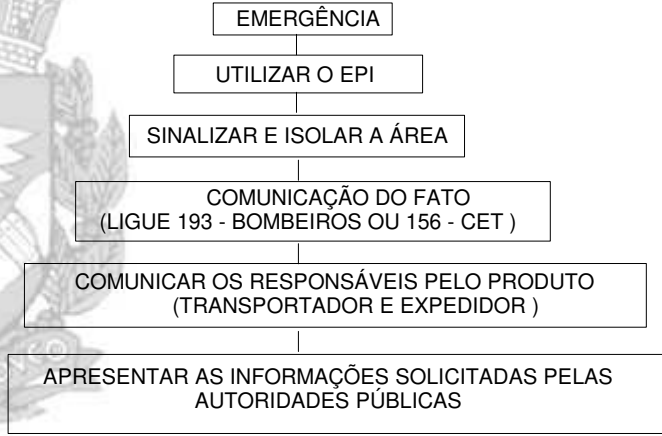 EMERGÊNCIA
UTILIZAR O EPI
SINALIZAR E ISOLAR A ÁREA
COMUNICAÇÃO DO FATO
(LIGUE 193 - BOMBEIROS OU 156 - CET )
COMUNICAR OS RESPONSÁVEIS PELO PRODUTO
(TRANSPORTADOR E EXPEDIDOR )
APRESENTAR AS INFORMAÇÕES SOLICITADAS PELAS
AUTORIDADES PÚBLICAS